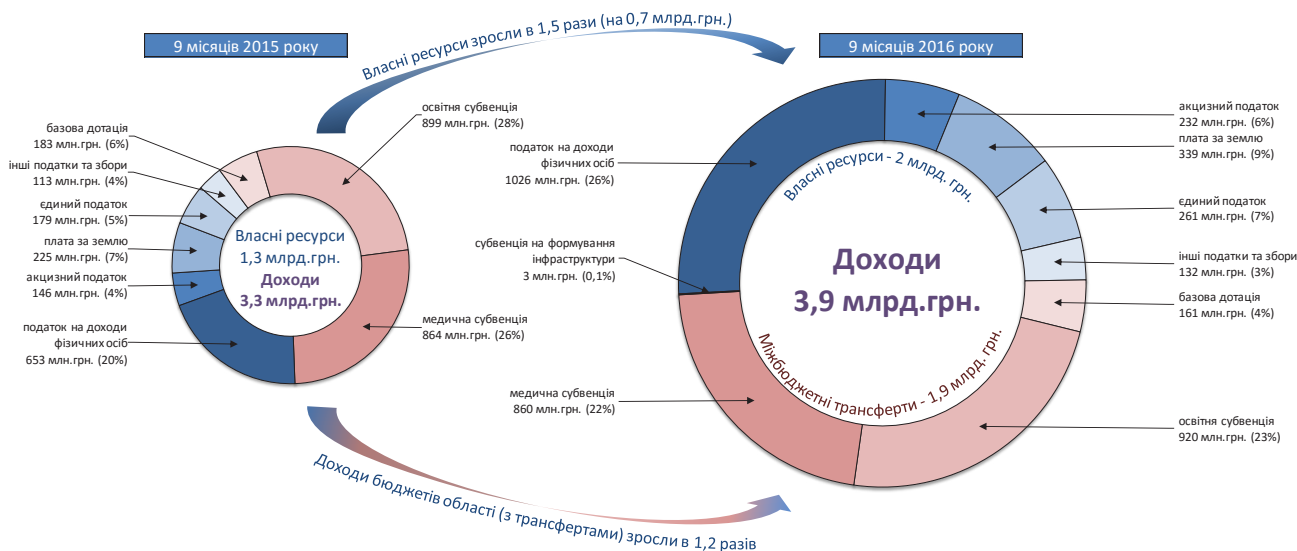 9 місяців 2015 року
Власні ресурси зросли в 1,5 рази (на 0,7 млрд.грн.)
9 місяців 2016 року
освітня субвенція
899 млн.грн. (28%)
базова дотація
183 млн.грн. (6%)
інші податки та збори
113 млн.грн. (4%)
єдиний податок
179 млн.грн. (5%)
плата за землю
225 млн.грн. (7%)
акцизний податок
146 млн.грн. (4%)
податок на доходи
фізичних осіб
653 млн.грн. (20%)
Власні ресурси
1,3 млрд.грн.
Доходи
3,3 млрд.грн.
медична субвенція
864 млн.грн. (26%)
податок на доходи
фізичних осіб
1026 млн.грн. (26%)
субвенція на формування
інфраструктури
3 млн.грн. (0,1%)
медична субвенція
860 млн.грн. (22%)
Власні ресурси - 2 млрд. грн.
Доходи
3,9 млрд.грн.
Міжбюджетні трансферти - 1,9 млрд. грн.
акцизний податок
232 млн.грн. (6%)
плата за землю
339 млн.грн. (9%)
єдиний податок
261 млн.грн. (7%)
інші податки та збори
132 млн.грн. (3%)
базова дотація
161 млн.грн. (4%)
освітня субвенція
920 млн.грн. (23%)
Доходи бюджетів області (з трансфертами) зросли в 1,2 разів